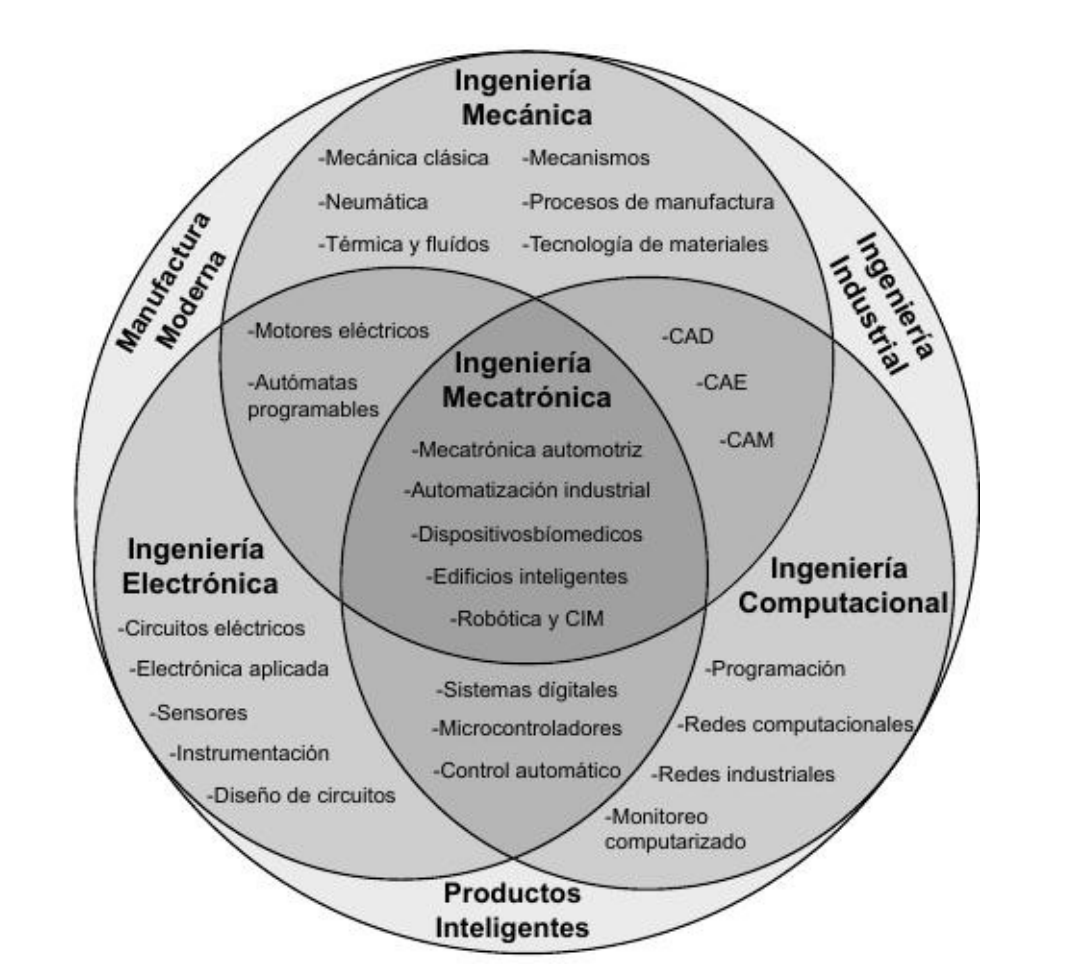 Ingeniería
Mecánica
-Mecánica clásica
-Mecanismos
-Neumática
-Procesos de manufactura
-Térmica y fluídos
-Tecnología de materiales
Manufactura
Moderna
Ingeniería
Industrial
-Motores eléctricos
-Autómatas
programables
-CAD
-CAE
-CAM
Ingeniería
Mecatrónica
-Mecatrónica automotriz
-Automatización industrial
-Dispositivosbíomedicos
-Edificios inteligentes
-Robótica y CIM
Ingeniería
Electrónica
-Circuitos eléctricos
-Electrónica aplicada
-Sensores
-Instrumentación
-Diseño de circuitos
-Sistemas dígitales
-Microcontroladores
-Control automático
Ingeniería
Computacional
-Programación
-Redes computacionales
-Redes industriales
-Monitoreo
computarizado
Productos
Inteligentes